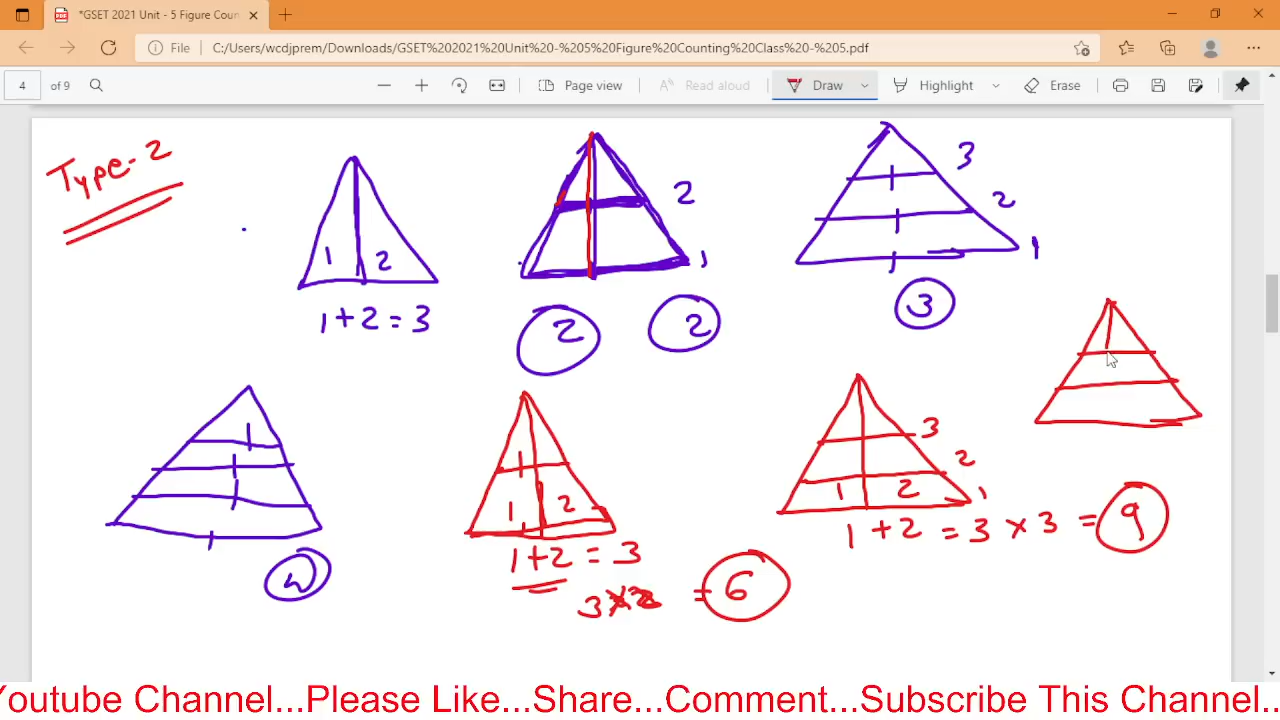 *GSET 2021 Unit - 5 Figure Coun
File C:/Users/wcdjprem/Downloads/GSET%202021%20Unit%20-%205%20Figure%20Counting%20Class%20-%205.pdf
4 of 9 Page view Read aloud Draw Highlight Erase
Type-2
1 2
1+2=3
2
1
2
2
3
2
1
3
4
1 2
1+2 = 3
3×2 = 6
3
2
1
1 2
1+2 = 3×3 = 9
Youtube Channel...Please Like...Share...Comment...Subscribe This Channel..